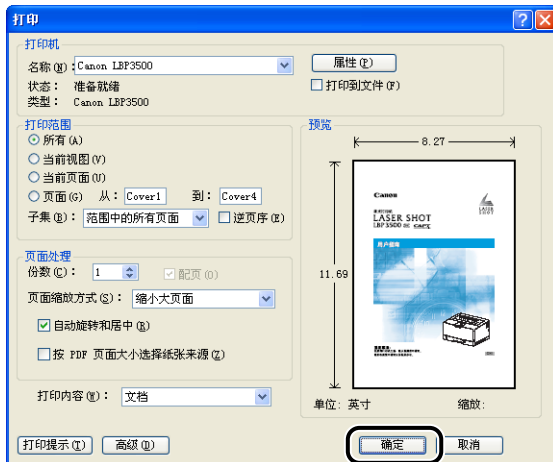 打印
打印机
名称(N): Canon LBP3500
属性(P)
状态： 准备就绪
打印到文件(F)
类型： Canon LBP3500
打印范围
所有(A)
当前视图(V)
当前页面(U)
页面(G) 从： Cover1 到： Cover4
子集(B)： 范围中的所有页面 逆页序(E)
页面处理
份数(C)： 1 配页(O)
页面缩放方式(S)： 缩小大页面
自动旋转和居中(R)
按 PDF 页面大小选择纸张来源(Z)
打印内容(W)： 文档
预览
8.27
11.69
Canon
LASER SHOT
LASER SHOT
LBP3500 CAPT
用户指南
单位： 英寸 缩放：
打印提示(T) 高级(D) 确定 取消